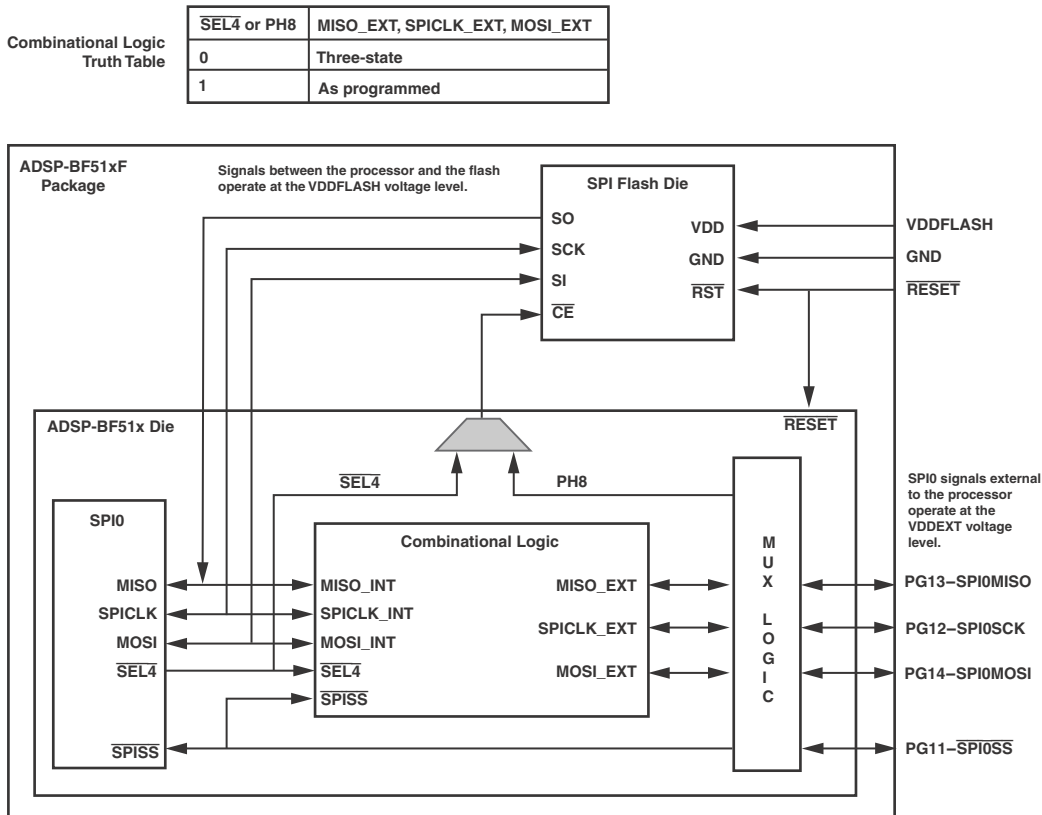 Combinational Logic
Truth Table
SEL4 or PH8
MISO_EXT, SPICLK_EXT, MOSI_EXT
0
Three-state
1
As programmed
ADSP-BF51xF
Package
Signals between the processor and the flash
operate at the VDDFLASH voltage level.
SPI Flash Die
SO
SCK
SI
CE
VDD
GND
RST
VDDFLASH
GND
RESET
ADSP-BF51x Die
RESET
SEL4
PH8
SPI0 signals external
to the processor
operate at the
VDDEXT voltage
level.
SPI0
MISO
SPICLK
MOSI
SEL4
SPISS
Combinational Logic
MISO_INT
SPICLK_INT
MOSI_INT
SEL4
SPISS
MISO_EXT
SPICLK_EXT
MOSI_EXT
MUX LOGIC
PG13–SPI0MISO
PG12–SPI0SCK
PG14–SPI0MOSI
PG11–SPI0SS